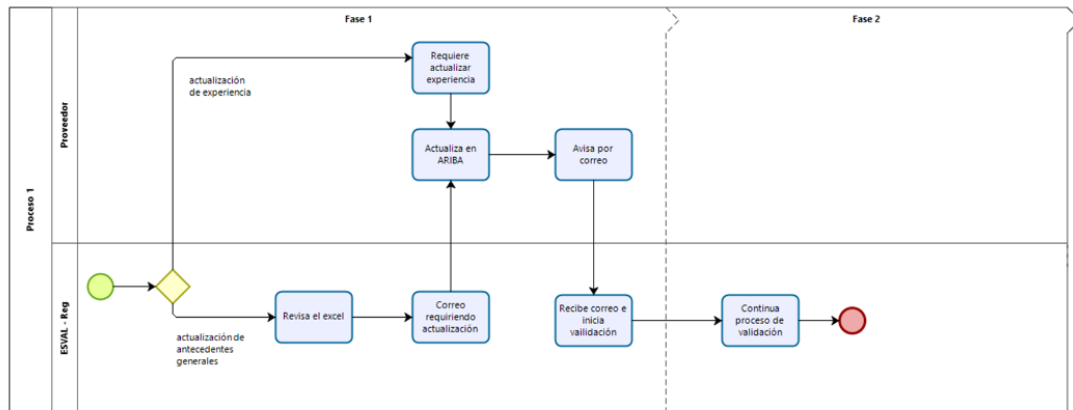 Fase 1
Fase 2
Proceso 1
Proveedor
Requiere
actualizar
experiencia
actualización
de experiencia
Actualiza en
ARIBA
Avisa por
correo
ESVAL - Reg
Revisa el excel
Correo
requiriendo
actualización
Recibe correo e
inicia
vailidación
Continua
proceso de
validación
actualización de
antecedentes
generales